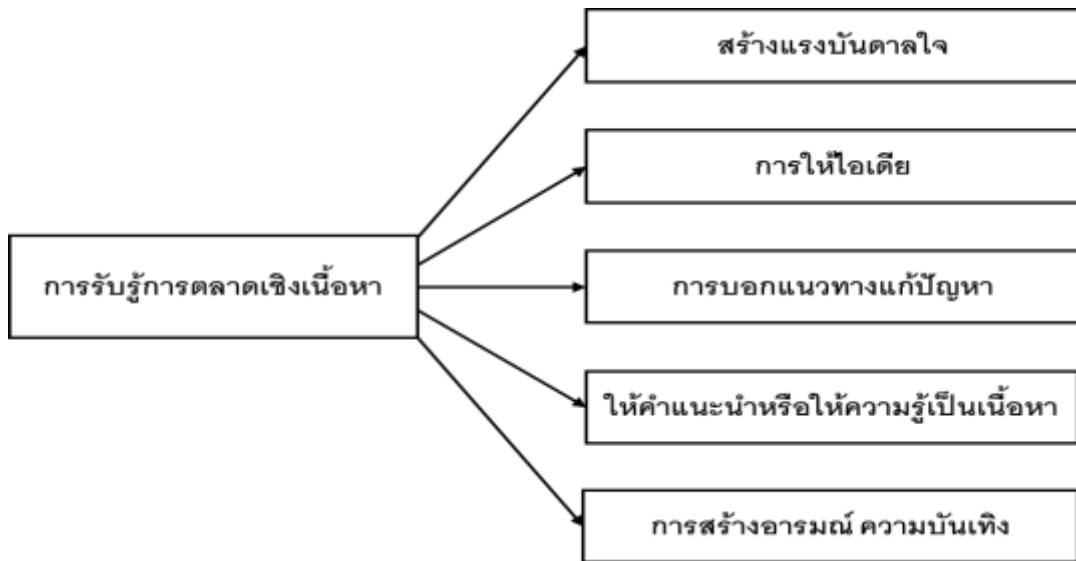 สร้างแรงบันดาลใจ
การให้ไอเดีย
การรับรู้การตลาดเชิงเนื้อหา
การบอกแนวทางแก้ปัญหา
ให้คำแนะนำหรือให้ความรู้เป็นเนื้อหา
การสร้างอารมณ์ ความบันเทิง